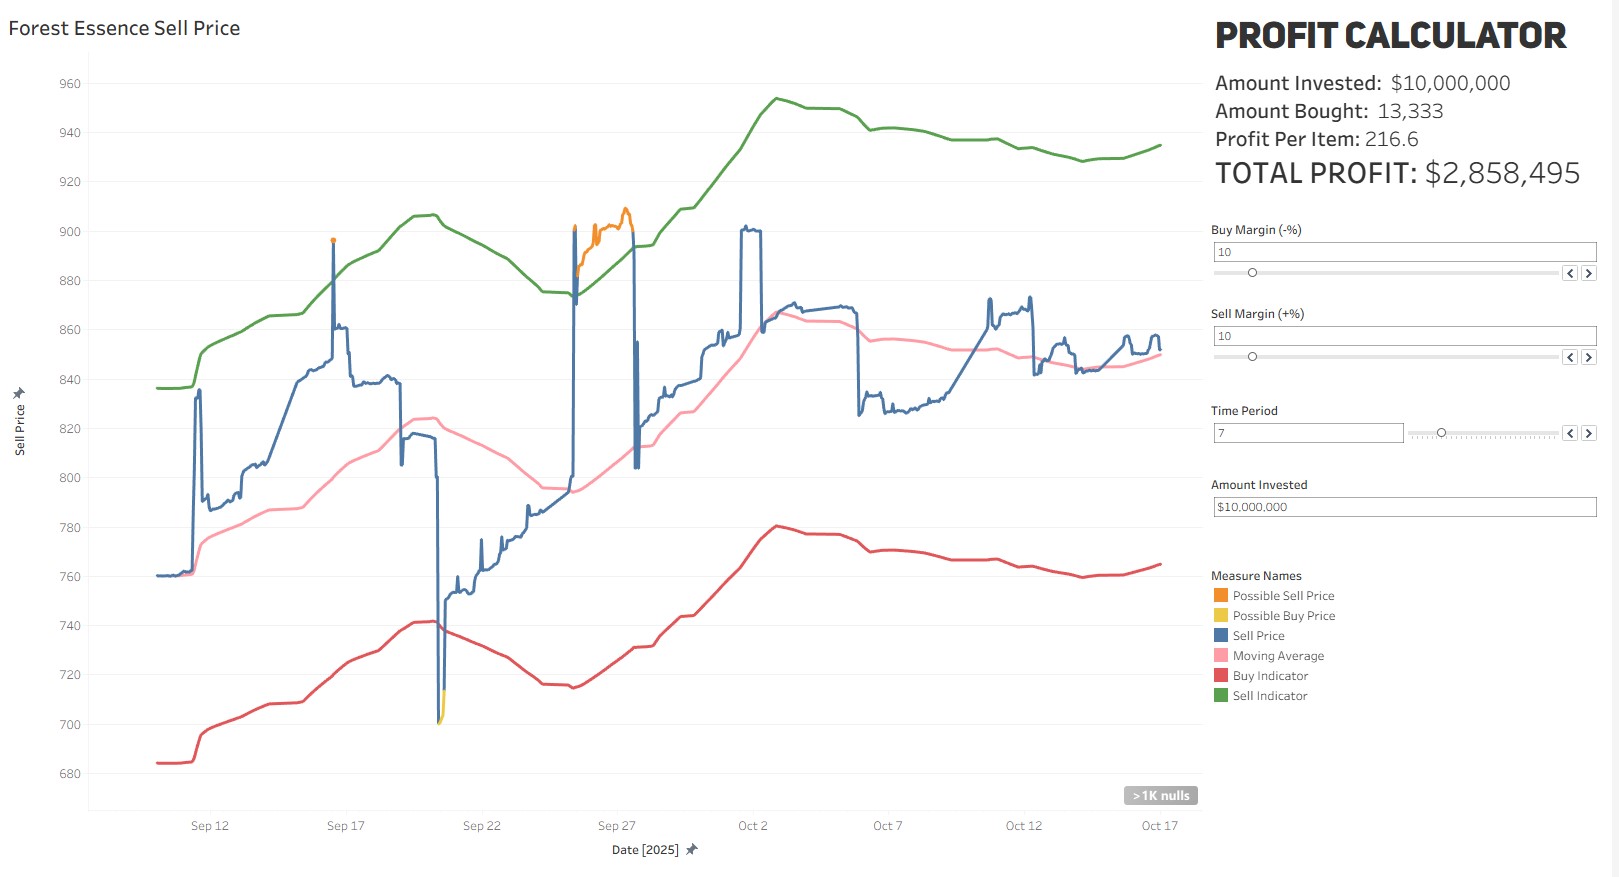 Forest Essence Sell Price
960
940
920
900
880
860
840
820
800
780
760
740
720
700
680
Sell Price
>1K nulls
Sep 12
Sep 17
Sep 22
Sep 27
Oct 2
Oct 7
Oct 12
Oct 17
Date [2025]
PROFIT CALCULATOR
Amount Invested: $10,000,000
Amount Bought: 13,333
Profit Per Item: 216.6
TOTAL PROFIT: $2,858,495
Buy Margin (-%)
10
Sell Margin (+%)
10
Time Period
7
Amount Invested
$10,000,000
Measure Names
Possible Sell Price
Possible Buy Price
Sell Price
Moving Average
Buy Indicator
Sell Indicator